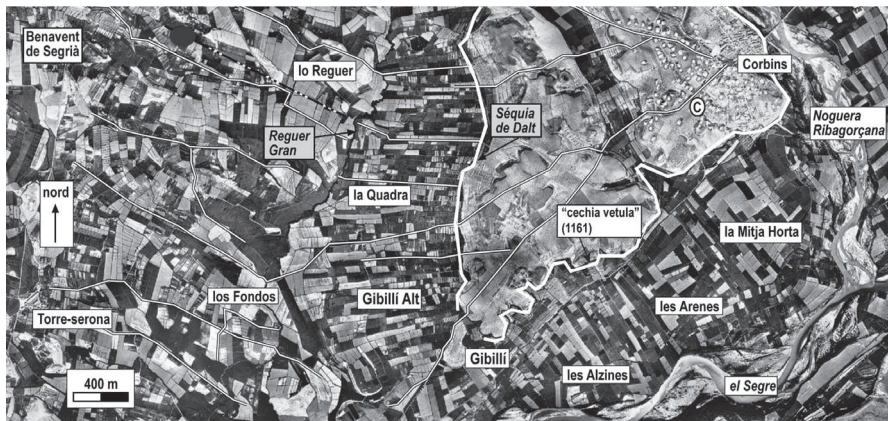 Benavent
de Segrià
lo Reguer
Corbins
Séquia
de Dalt
C
Noguera
Ribagorçana
Reguer
Gran
nord
la Quadra
"cechia vetula"
(1161)
la Mitja Horta
los Fondos
Gibillí Alt
les Arenes
Torre-serona
Gibillí
les Alzines
el Segre
400 m